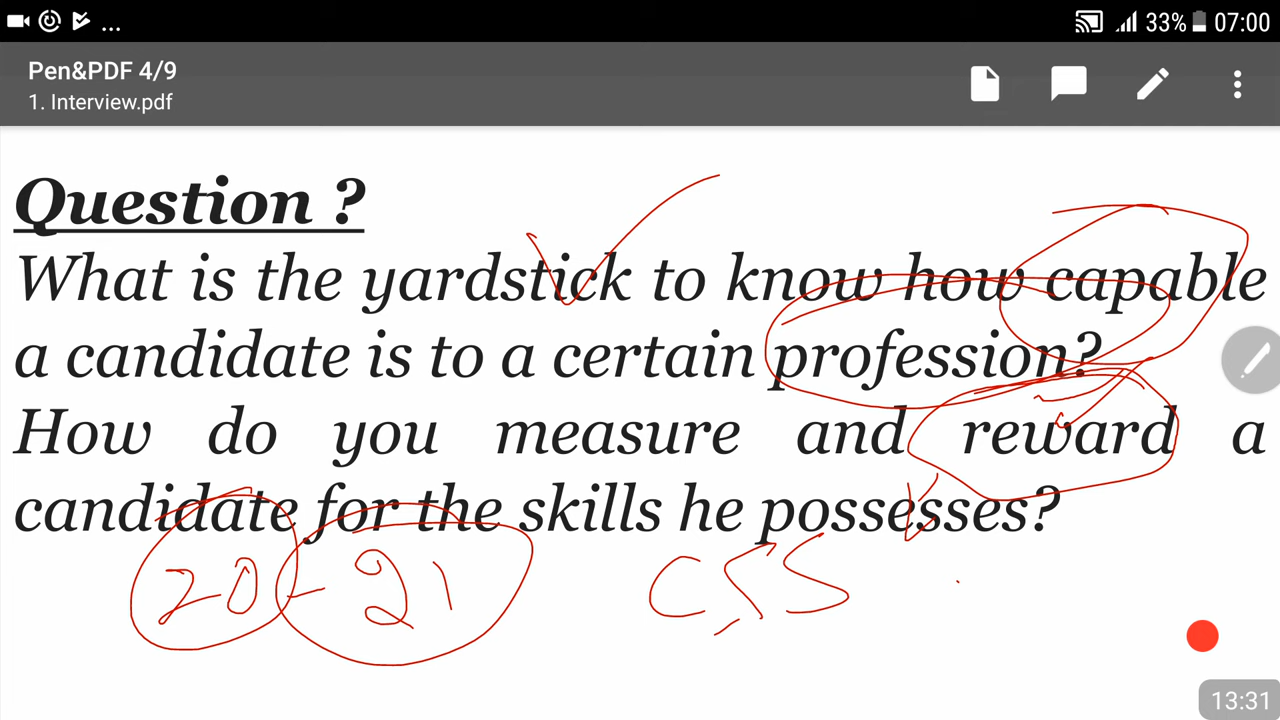 ... 33% 07:00
Pen&PDF 4/9
1. Interview.pdf
Question ?
What is the yardstick to know how capable
a candidate is to a certain profession?
How do you measure and reward a
candidate for the skills he possesses?
20 - 21 CSS
13:31